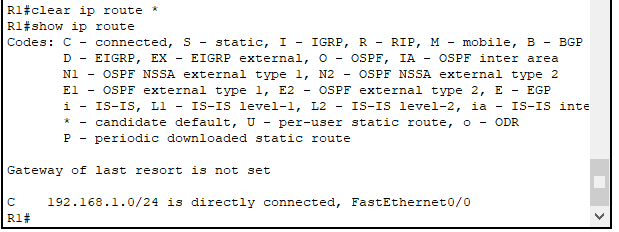 R1#clear ip route *
R1#show ip route
Codes: C - connected, S - static, I - IGRP, R - RIP, M - mobile, B - BGP
       D - EIGRP, EX - EIGRP external, O - OSPF, IA - OSPF inter area
       N1 - OSPF NSSA external type 1, N2 - OSPF NSSA external type 2
       E1 - OSPF external type 1, E2 - OSPF external type 2, E - EGP
       i - IS-IS, L1 - IS-IS level-1, L2 - IS-IS level-2, ia - IS-IS inte
       * - candidate default, U - per-user static route, o - ODR
       P - periodic downloaded static route
Gateway of last resort is not set
C    192.168.1.0/24 is directly connected, FastEthernet0/0
R1#